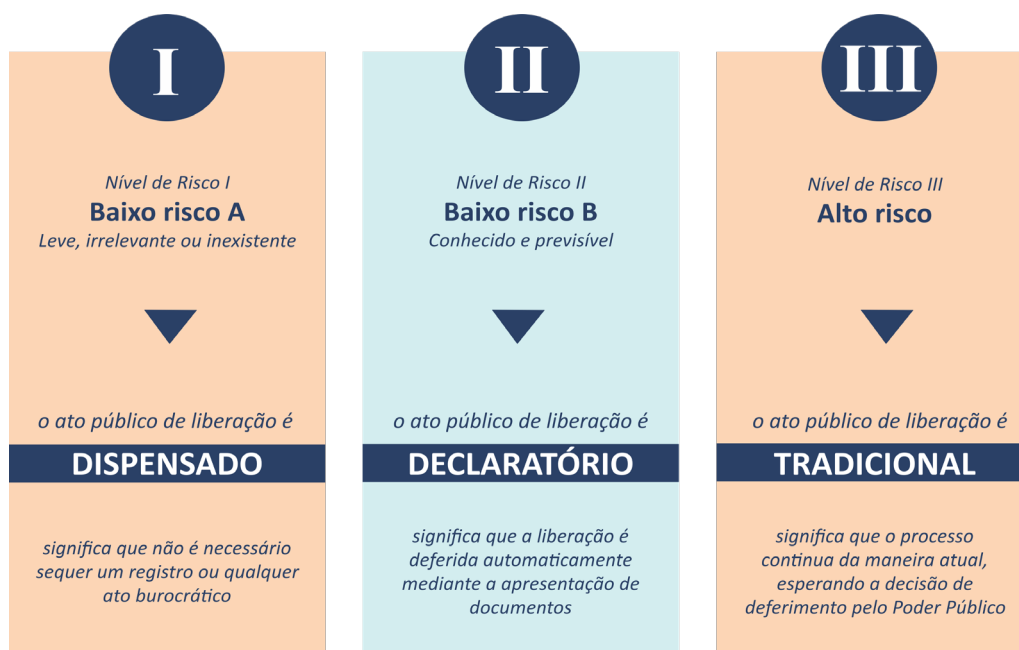 I
Nível de Risco I
Baixo risco A
Leve, irrelevante ou inexistente
o ato público de liberação é
DISPENSADO
significa que não é necessário
sequer um registro ou qualquer
ato burocrático
II
Nível de Risco II
Baixo risco B
Conhecido e previsível
o ato público de liberação é
DECLARATÓRIO
significa que a liberação é
deferida automaticamente
mediante a apresentação de
documentos
III
Nível de Risco III
Alto risco
o ato público de liberação é
TRADICIONAL
significa que o processo
continua da maneira atual,
esperando a decisão de
deferimento pelo Poder Público